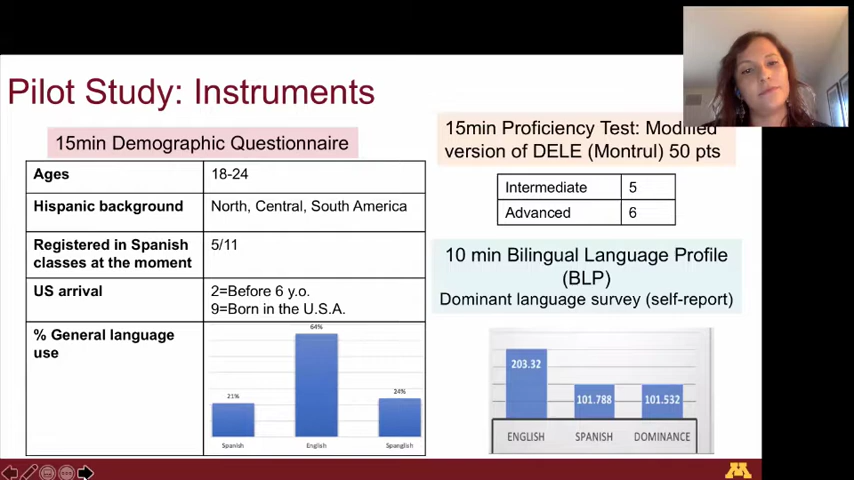 Pilot Study: Instruments
15min Demographic Questionnaire
Ages 18-24
Hispanic background North, Central, South America
Registered in Spanish 5/11
classes at the moment
US arrival 2=Before 6 y.o.
9=Born in the U.S.A.
% General language
use
64%
21%
24%
Spanish English Spanglish
15min Proficiency Test: Modified
version of DELE (Montrul) 50 pts
Intermediate 5
Advanced 6
10 min Bilingual Language Profile
(BLP)
Dominant language survey (self-report)
203.32
101.788 101.532
ENGLISH SPANISH DOMINANCE
M